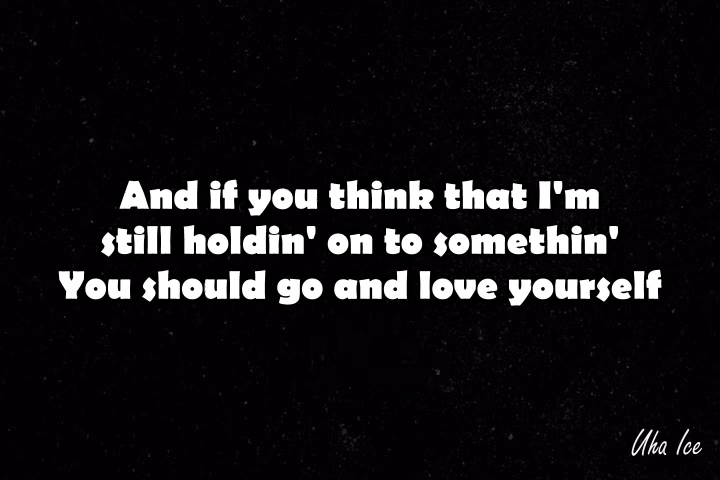 And if you think that I'm
still holdin' on to somethin'
You should go and love yourself
Uha Ice